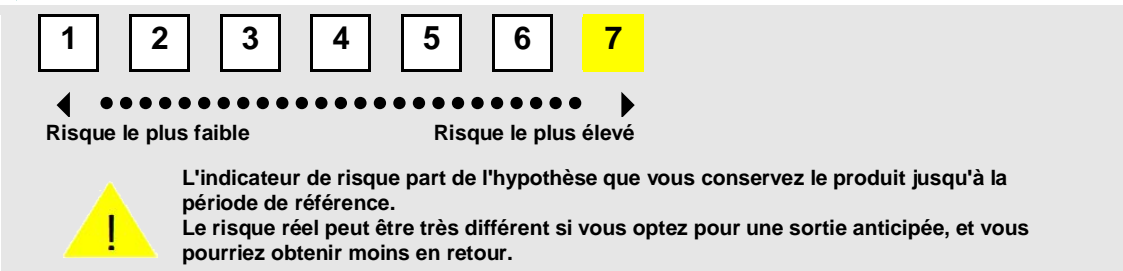 1 2 3 4 5 6 7
Risque le plus faible Risque le plus élevé
L'indicateur de risque part de l'hypothèse que vous conservez le produit jusqu'à la
période de référence.
Le risque réel peut être très différent si vous optez pour une sortie anticipée, et vous
pourriez obtenir moins en retour.
!